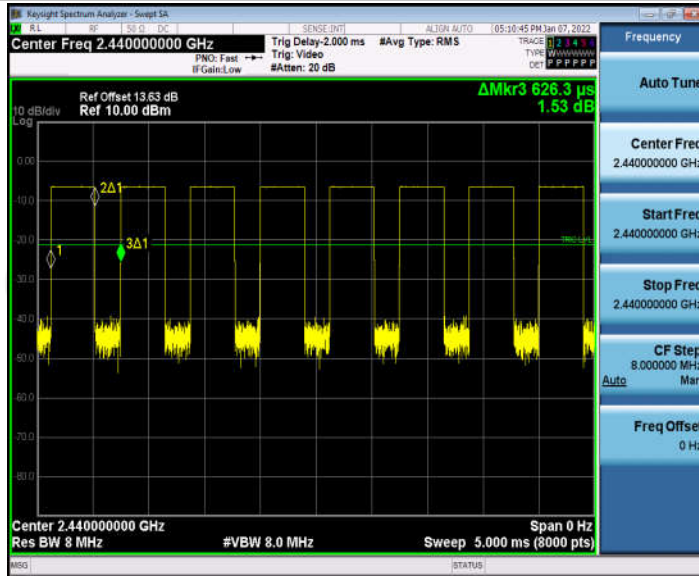 Keysight Spectrum Analyzer - Swept SA
RL RF 50 Ω DC SENSE:INT ALIGN AUTO 05:10:45 PM Jan 07, 2022
Center Freq 2.440000000 GHz
PNO: Fast
IFGain:Low
Trig Delay-2.000 ms
Trig: Video
#Atten: 20 dB
#Avg Type: RMS
TRACE 1 2 3 4 5 6
TYPE WWWWWW
DET P P P P P P
ΔMkr3 626.3 µs
1.53 dB
Ref Offset 13.63 dB
Ref 10.00 dBm
10 dB/div
Log
0.00
-10.0
-20.0
-30.0
-40.0
-50.0
-60.0
-70.0
-80.0
1
2Δ1
3Δ1
TRIG LVL
Center 2.440000000 GHz
Span 0 Hz
Res BW 8 MHz
#VBW 8.0 MHz
Sweep 5.000 ms (8000 pts)
MSG STATUS
Frequency
Auto Tune
Center Freq
2.440000000 GHz
Start Freq
2.440000000 GHz
Stop Freq
2.440000000 GHz
CF Step
8.000000 MHz
Auto Man
Freq Offset
0 Hz